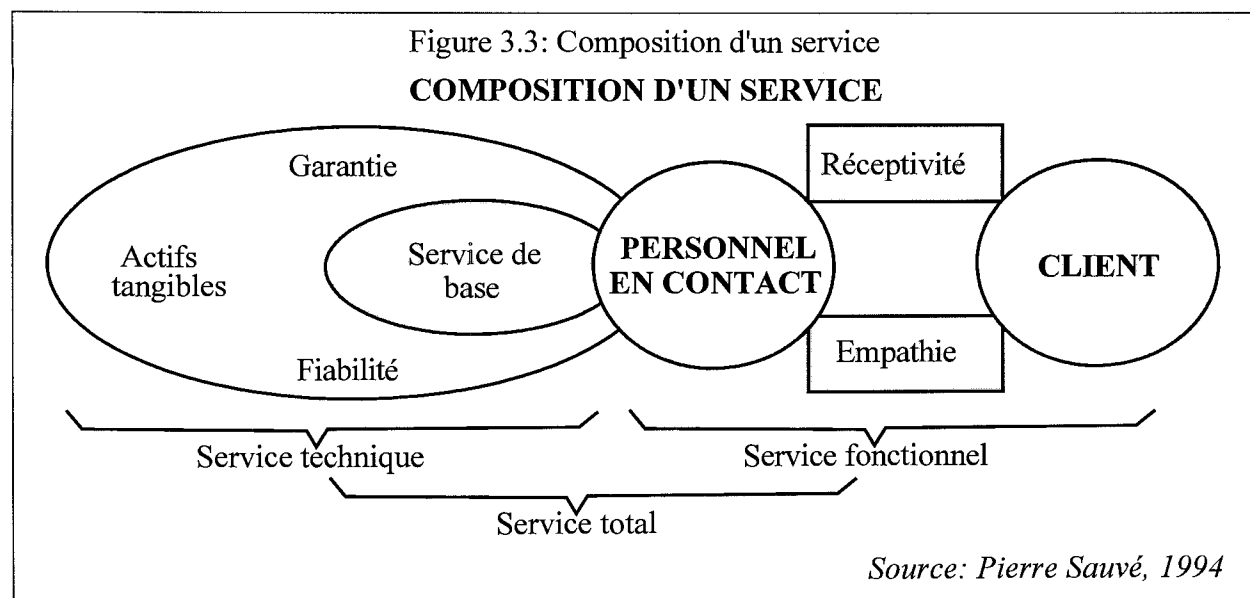 Figure 3.3: Composition d'un service
COMPOSITION D'UN SERVICE
Garantie
Actifs
tangibles
Service de
base
Fiabilité
PERSONNEL
EN CONTACT
Réceptivité
Empathie
CLIENT
Service technique
Service fonctionnel
Service total
Source: Pierre Sauvé, 1994